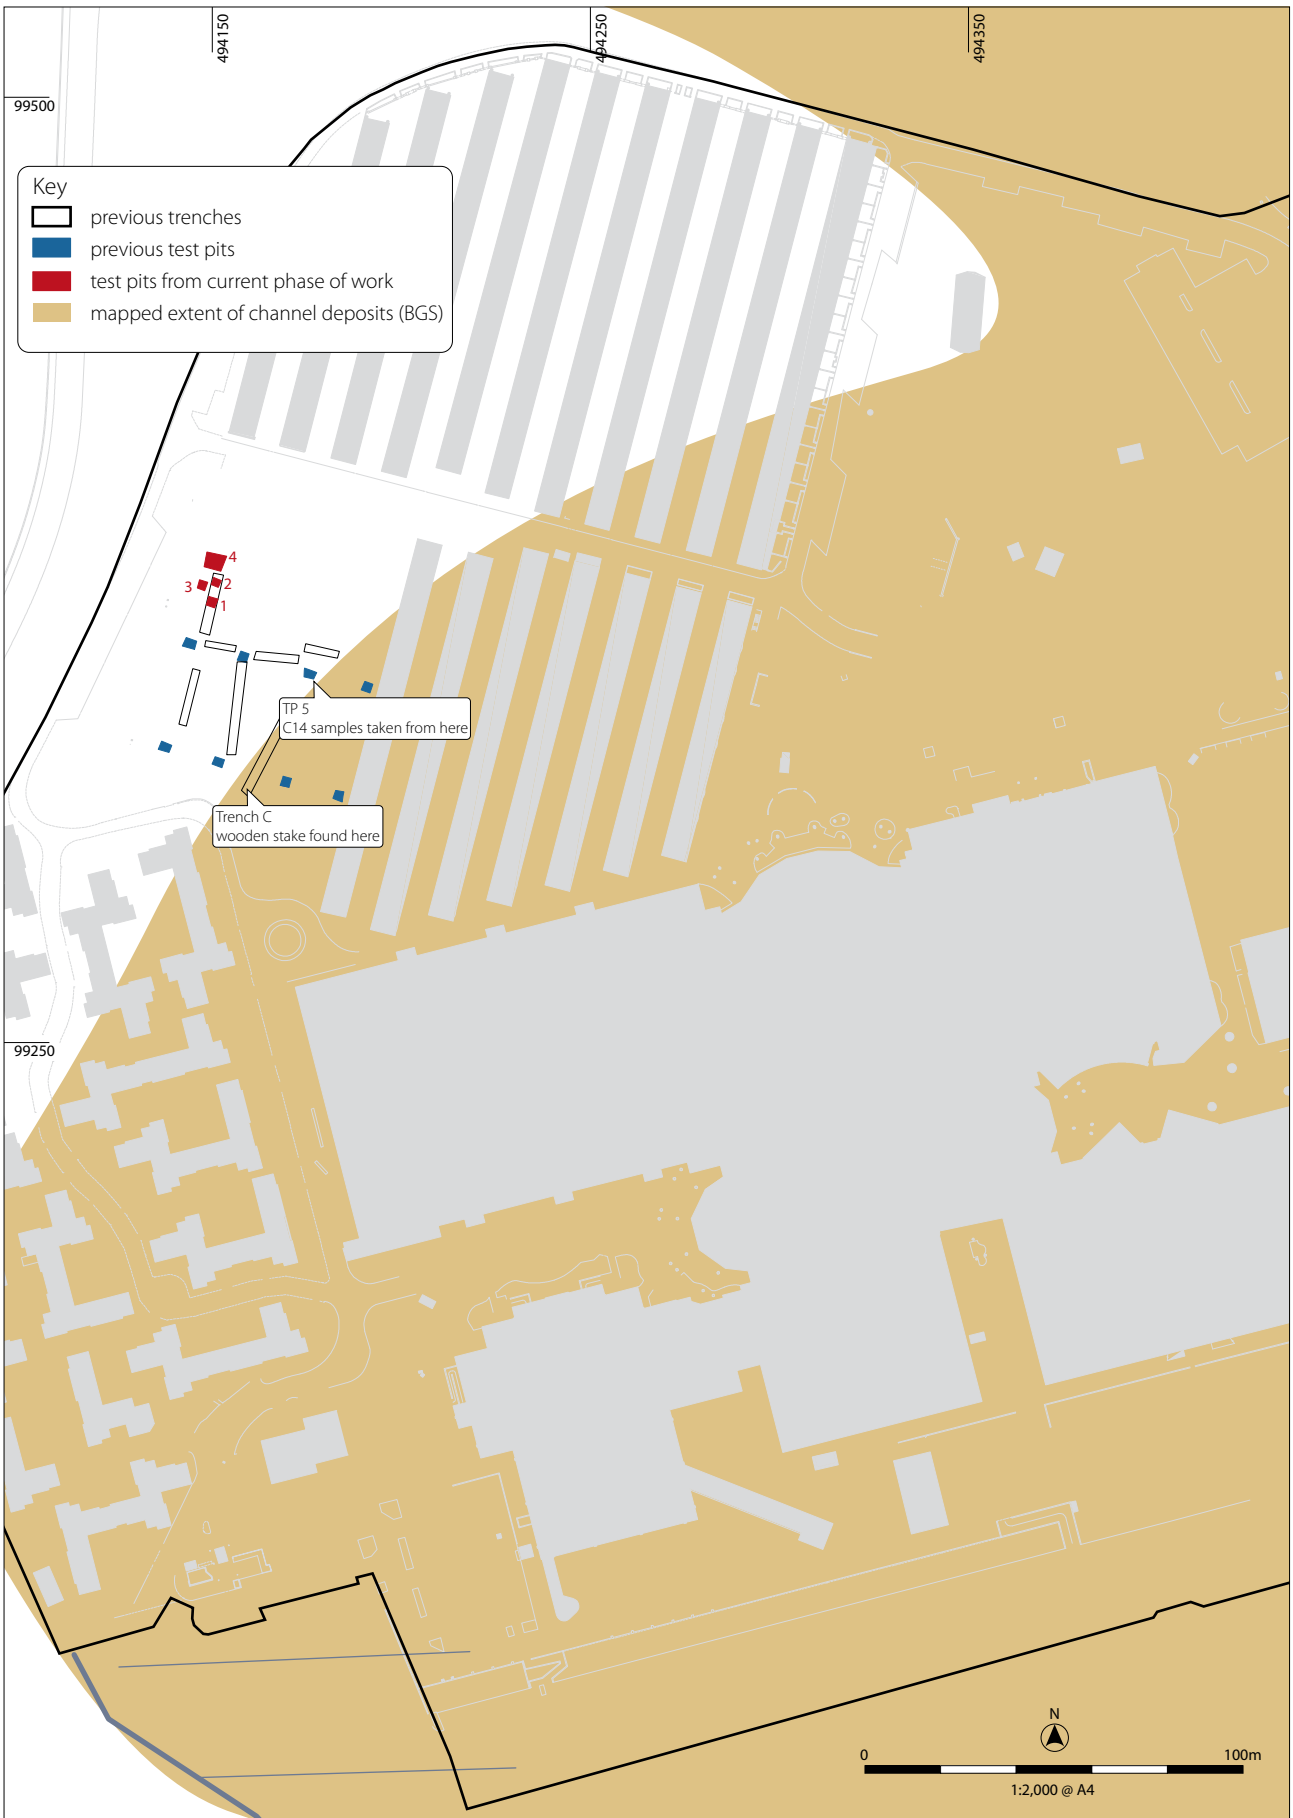 494150
494250
494350
99500
Key
previous trenches
previous test pits
test pits from current phase of work
mapped extent of channel deposits (BGS)
4
3
2
1
TP 5
C14 samples taken from here
Trench C
wooden stake found here
99250
N
0
100m
1:2,000 @ A4